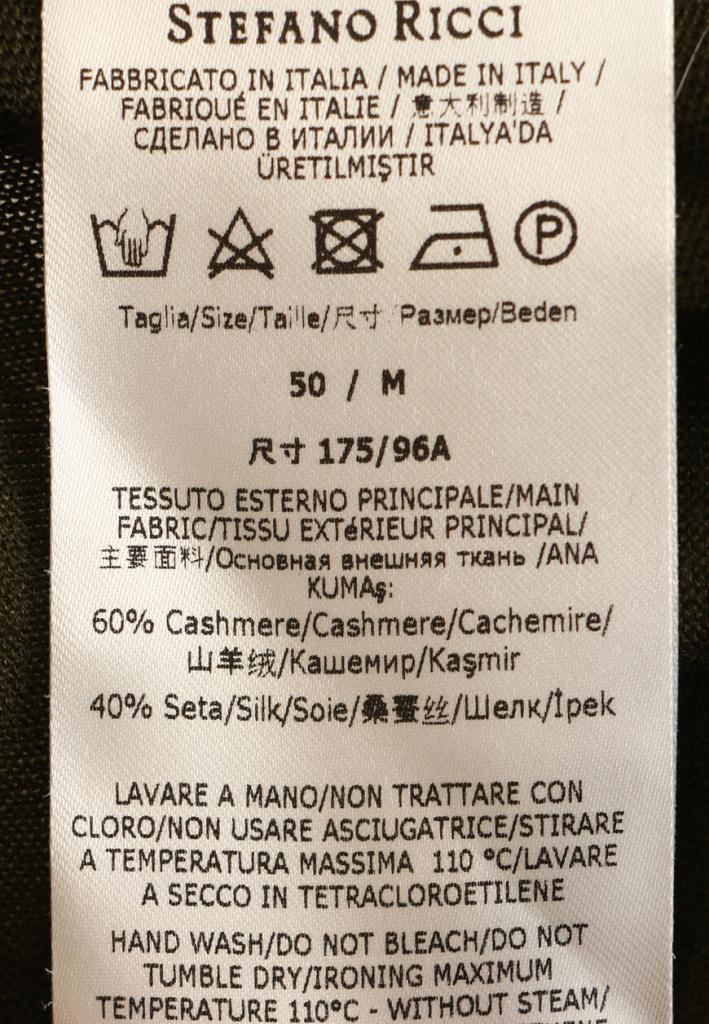 STEFANO RICCI
FABBRICATO IN ITALIA / MADE IN ITALY /
FABRIQUÉ EN ITALIE / 意大利制造 /
СДЕЛАНО В ИТАЛИИ / ITALYA'DA
ÜRETILMIŞTIR
P
Taglia/Size/Taille/尺寸/Размер/Beden
50 / M
尺寸 175/96A
TESSUTO ESTERNO PRINCIPALE/MAIN
FABRIC/TISSU EXTéRIEUR PRINCIPAL/
主要面料/Основная внешняя ткань /ANA
KUMAş:
60% Cashmere/Cashmere/Cachemire/
山羊绒/Кашемир/Kaşmir
40% Seta/Silk/Soie/桑蚕丝/Шелк/İpek
LAVARE A MANO/NON TRATTARE CON
CLORO/NON USARE ASCIUGATRICE/STIRARE
A TEMPERATURA MASSIMA 110 °C/LAVARE
A SECCO IN TETRACLOROETILENE
HAND WASH/DO NOT BLEACH/DO NOT
TUMBLE DRY/IRONING MAXIMUM
TEMPERATURE 110°C - WITHOUT STEAM/